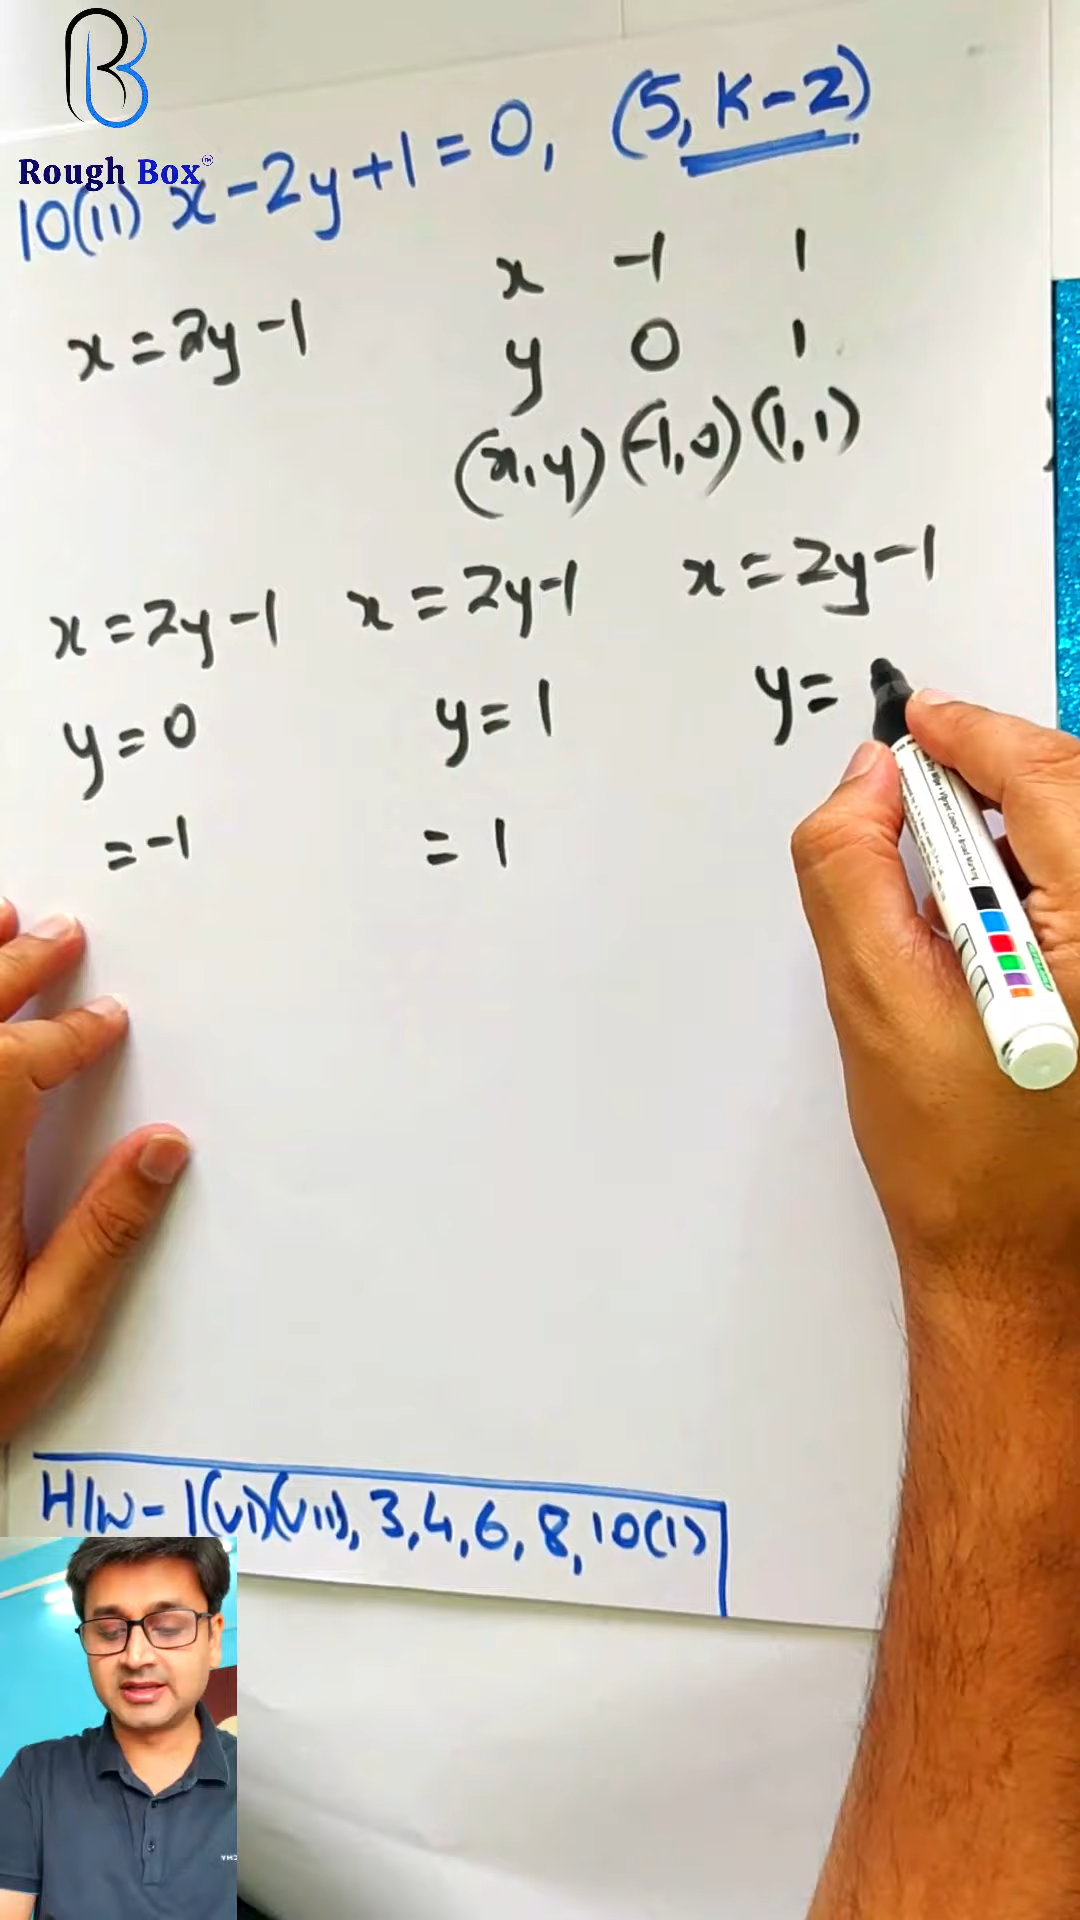 Rough Box™
10(ii) x-2y+1=0, (5, K-2)
x=2y-1
x -1 1
y 0 1
(x,y) (-1,0) (1,1)
x=2y-1 x=2y-1 x=2y-1
y=0 y=1 y=
=-1 =1
H/W- 1(vi)(vii), 3,4,6,8,10(i)